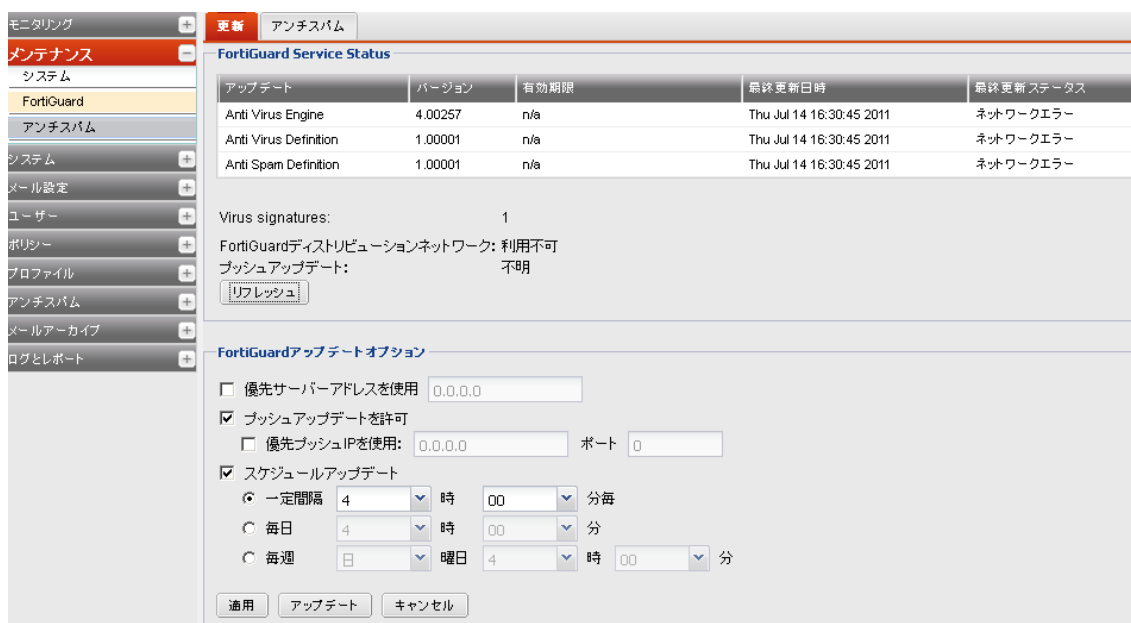 モニタリング
メンテナンス
システム
FortiGuard
アンチスパム
システム
メール設定
ユーザー
ポリシー
プロファイル
アンチスパム
メールアーカイブ
ログとレポート
更新 アンチスパム
FortiGuard Service Status
アップデート バージョン 有効期限 最終更新日時 最終更新ステータス
Anti Virus Engine 4.00257 n/a Thu Jul 14 16:30:45 2011 ネットワークエラー
Anti Virus Definition 1.00001 n/a Thu Jul 14 16:30:45 2011 ネットワークエラー
Anti Spam Definition 1.00001 n/a Thu Jul 14 16:30:45 2011 ネットワークエラー
Virus signatures: 1
FortiGuardディストリビューションネットワーク: 利用不可
プッシュアップデート: 不明
リフレッシュ
FortiGuardアップデートオプション
優先サーバーアドレスを使用 0.0.0.0
プッシュアップデートを許可
優先プッシュIPを使用: 0.0.0.0 ポート 0
スケジュールアップデート
一定間隔 4 時 00 分毎
毎日 4 時 00 分
毎週 日 曜日 4 時 00 分
適用 アップデート キャンセル